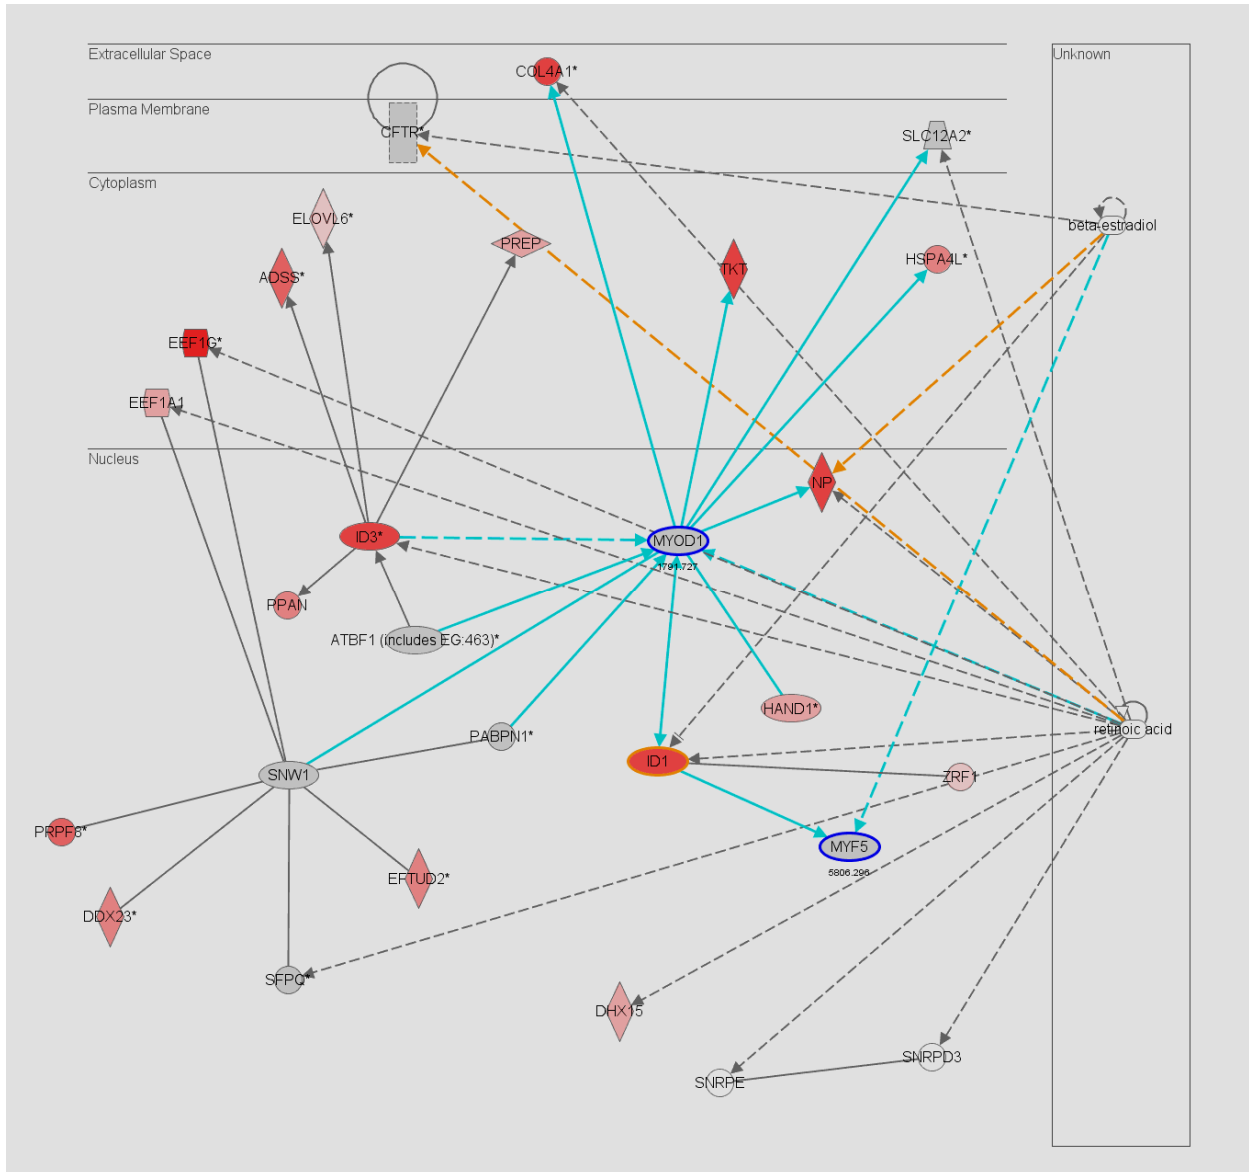 Extracellular Space
Unknown
COL4A1*
Plasma Membrane
CFTR*
SLC12A2*
Cytoplasm
ELOVL6*
beta-estradiol
PREP
HSPA4L*
TKT
ADSS*
EEF1G*
EEF1A1
Nucleus
NP
ID3*
MYOD1
1791.727
PPAN
ATBF1 (includes EG:463)*
HAND1*
retinoic acid
PABPN1*
ID1
SNW1
ZRF1
PRPF8*
MYF5
5806.296
EFTUD2*
DDX23*
SFPQ*
DHX15
SNRPD3
SNRPE